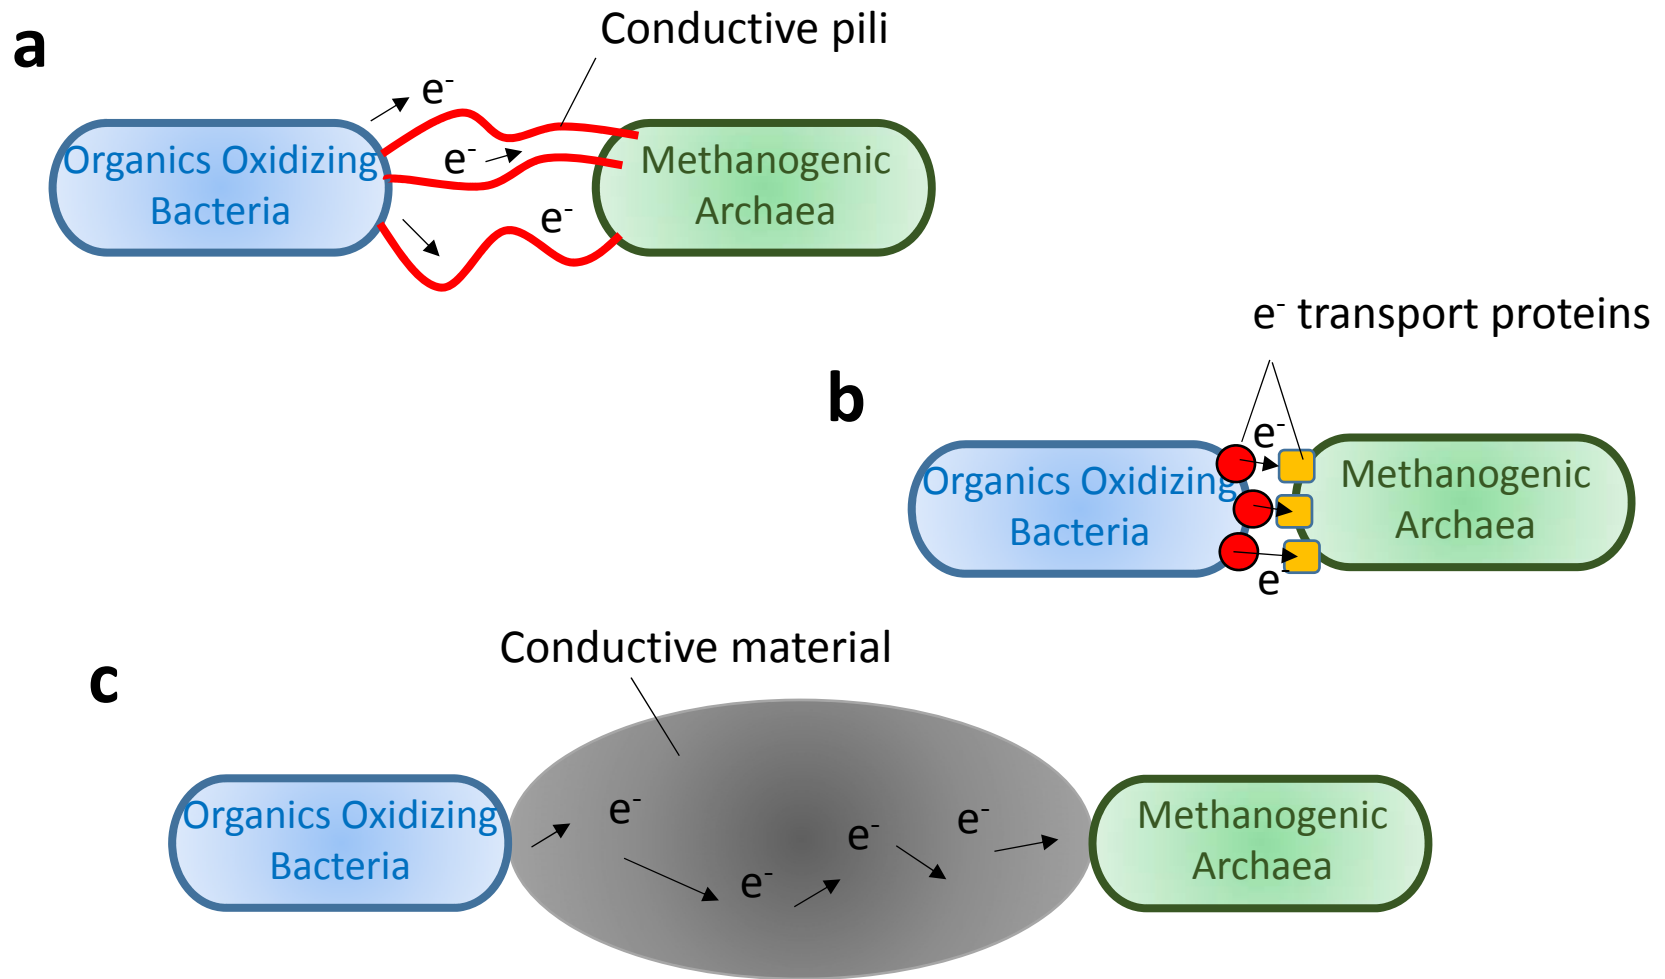 a
Conductive pili
e⁻
Organics Oxidizing
Bacteria
e⁻
e⁻
Methanogenic
Archaea
e⁻ transport proteins
b
Organics Oxidizing
Bacteria
e⁻
e⁻
Methanogenic
Archaea
Conductive material
c
Organics Oxidizing
Bacteria
e⁻
e⁻
e⁻
e⁻
Methanogenic
Archaea